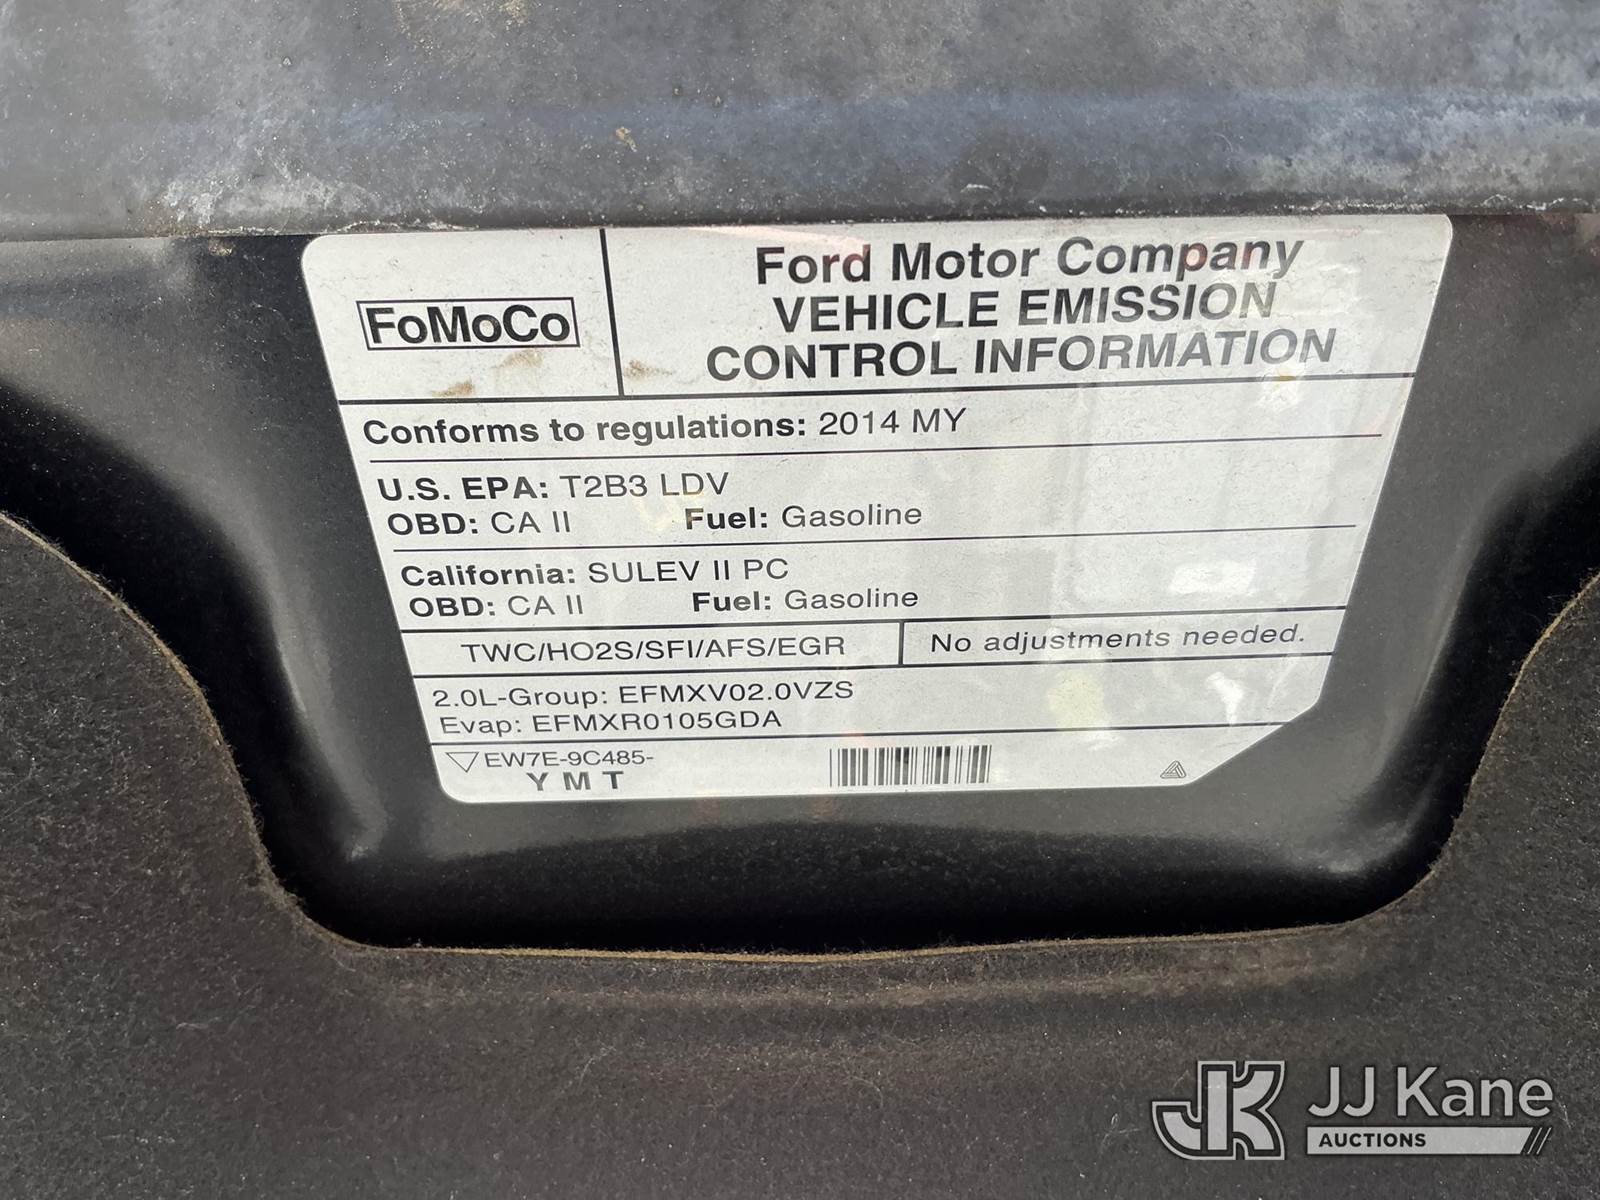 FoMoCo
Ford Motor Company
VEHICLE EMISSION
CONTROL INFORMATION
Conforms to regulations: 2014 MY
U.S. EPA: T2B3 LDV
OBD: CA II Fuel: Gasoline
California: SULEV II PC
OBD: CA II Fuel: Gasoline
TWC/HO2S/SFI/AFS/EGR No adjustments needed.
2.0L-Group: EFMXV02.0VZS
Evap: EFMXR0105GDA
EW7E-9C485-
YMT
JK JJ Kane
AUCTIONS